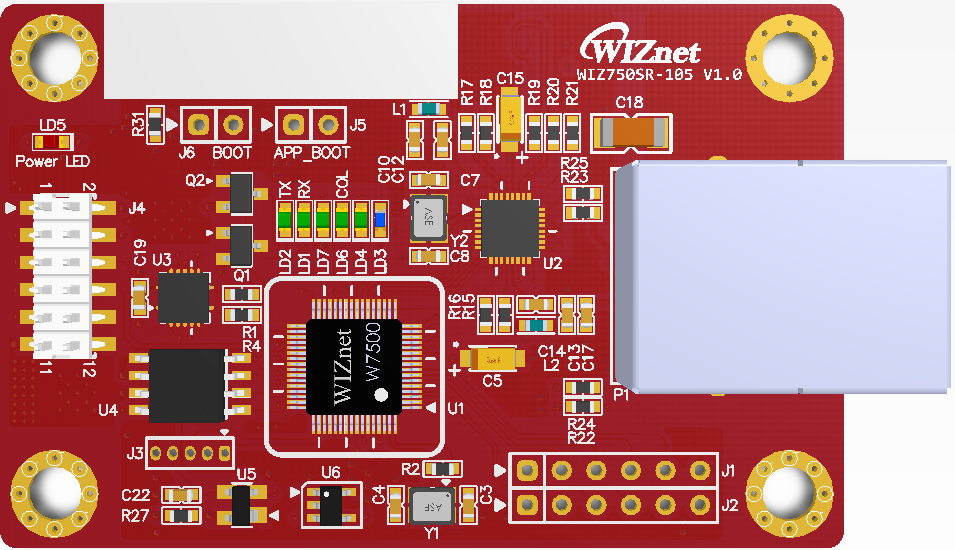 WIZnet
WIZ750SR-105 V1.0
R31
J6
BOOT
APP_BOOT
J5
L1
R17
R18
C15
R19
R20
R21
C18
LD5
Power LED
1
2
J4
11
12
Q2
Q1
TX
RX
COL
LD2
LD1
LD7
LD6
LD4
LD3
C10
C12
C7
ASE
Y2
C8
U2
R25
R23
C19
U3
R1
R4
WIZnet
W7500
U1
R16
R15
C14
L2
C13
C17
C5
+
+
P1
R24
R22
U4
J3
C22
R27
U5
U6
R2
C4
C3
ASE
Y1
J1
J2